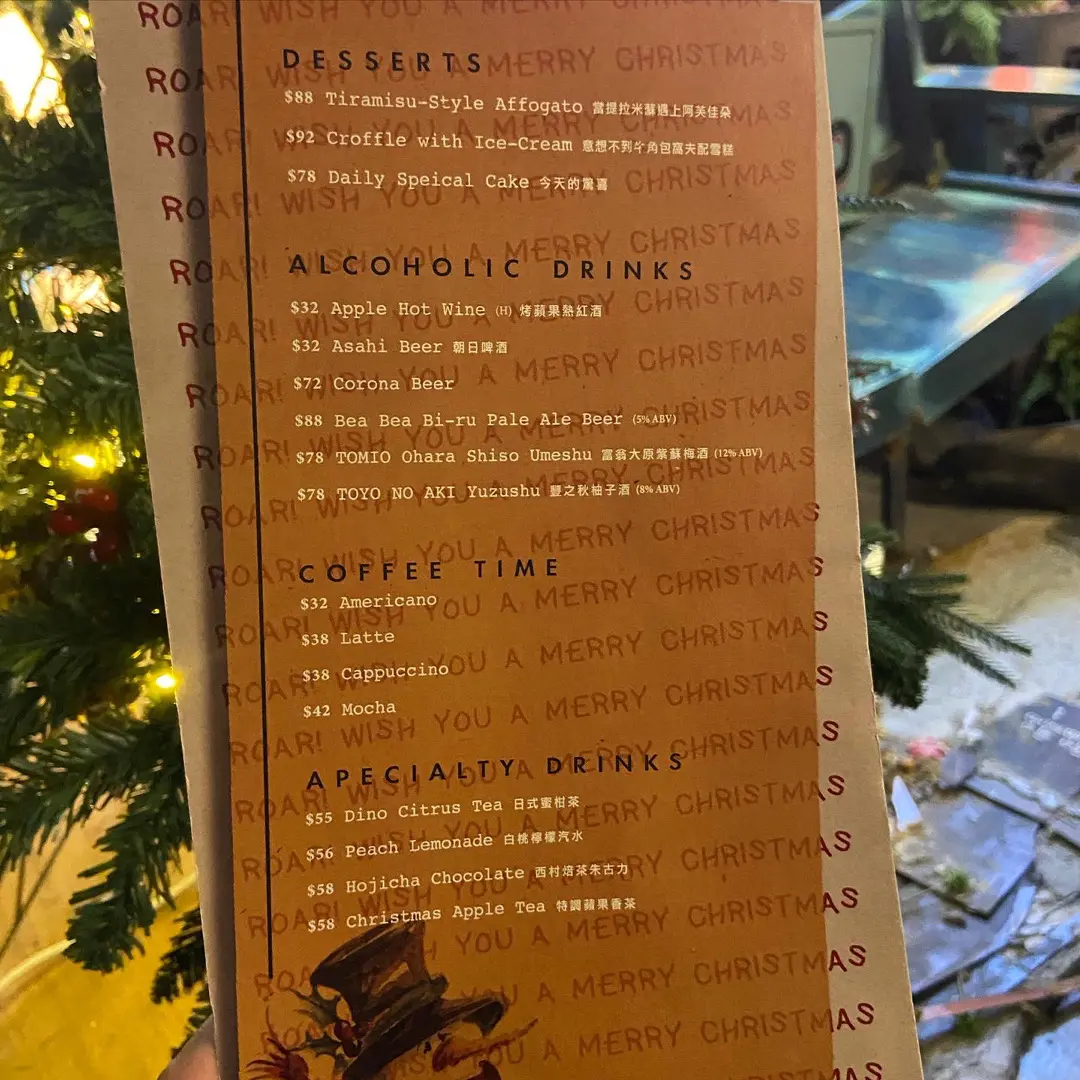 ROAR! WISH YOU A MERRY CHRISTMAS
DESSERTS
$88 Tiramisu-Style Affogato 當提拉米蘇遇上阿芙佳朵
$92 Croffle with Ice-Cream 意想不到牛角包窩夫配雪糕
$78 Daily Speical Cake 今天的驚喜
ALCOHOLIC DRINKS
$32 Apple Hot Wine (H) 烤蘋果熱紅酒
$32 Asahi Beer 朝日啤酒
$72 Corona Beer
$88 Bea Bea Bi-ru Pale Ale Beer (5% ABV)
$78 TOMIO Ohara Shiso Umeshu 富翁大原紫蘇梅酒 (12% ABV)
$78 TOYO NO AKI Yuzushu 豐之秋柚子酒 (8% ABV)
COFFEE TIME
$32 Americano
$38 Latte
$38 Cappuccino
$42 Mocha
APECIALTY DRINKS
$55 Dino Citrus Tea 日式蜜柑茶
$56 Peach Lemonade 白桃檸檬汽水
$58 Hojicha Chocolate 西村焙茶朱古力
$58 Christmas Apple Tea 特調蘋果香茶